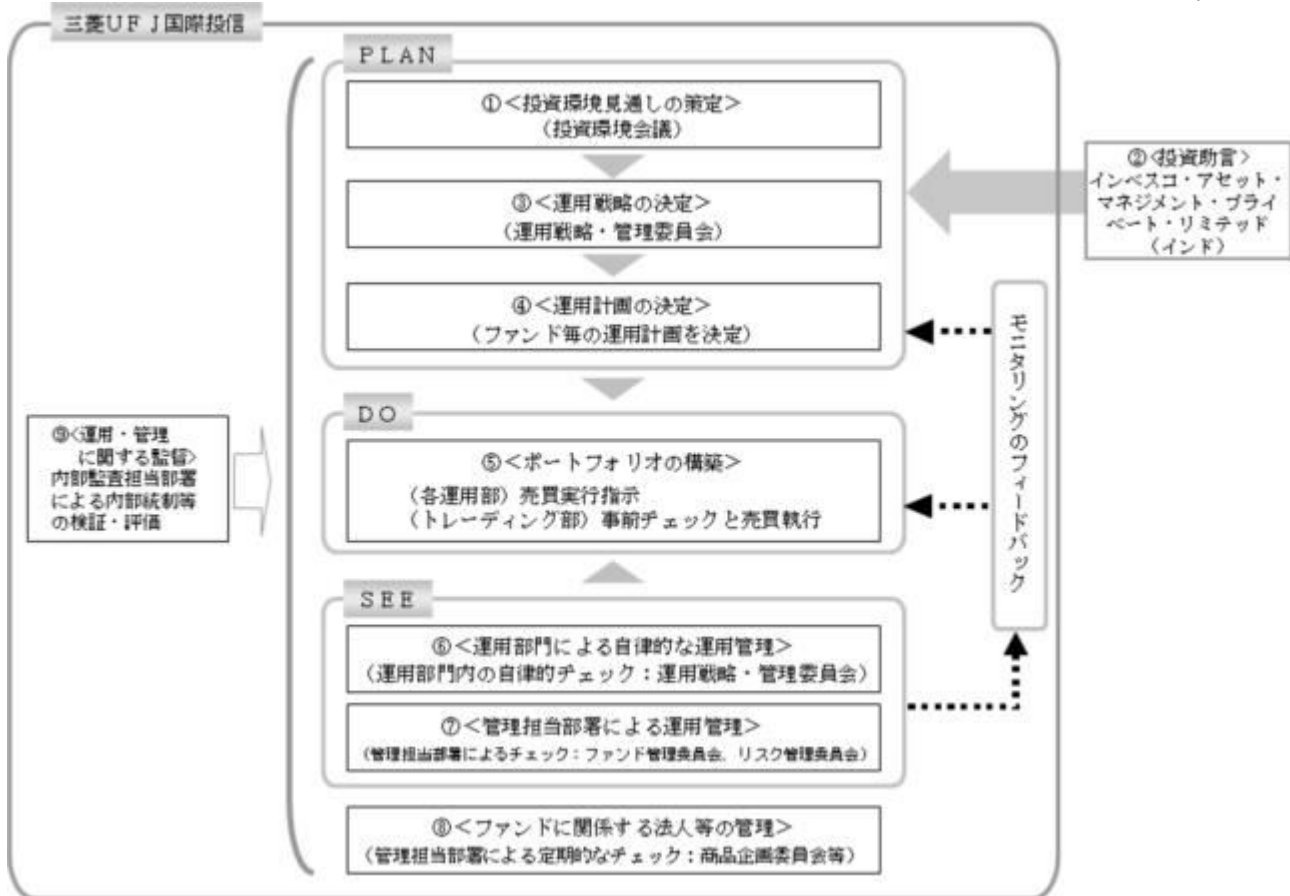 三菱UFJ国際投信
PLAN
①<投資環境見通しの策定>
(投資環境会議)
②<投資助言>
インベスコ・アセット・
マネジメント・プライ
ベート・リミテッド
(インド)
③<運用戦略の決定>
(運用戦略・管理委員会)
④<運用計画の決定>
(ファンド毎の運用計画を決定)
モニタリングのフィードバック
DO
⑤<ポートフォリオの構築>
(各運用部)売買実行指示
(トレーディング部)事前チェックと売買執行
⑨<運用・管理
に関する監督>
内部監査担当部署
による内部統制等
の検証・評価
SEE
⑥<運用部門による自律的な運用管理>
(運用部門内の自律的チェック:運用戦略・管理委員会)
⑦<管理担当部署による運用管理>
(管理担当部署によるチェック:ファンド管理委員会、リスク管理委員会)
⑧<ファンドに関係する法人等の管理>
(管理担当部署による定期的なチェック:商品企画委員会等)